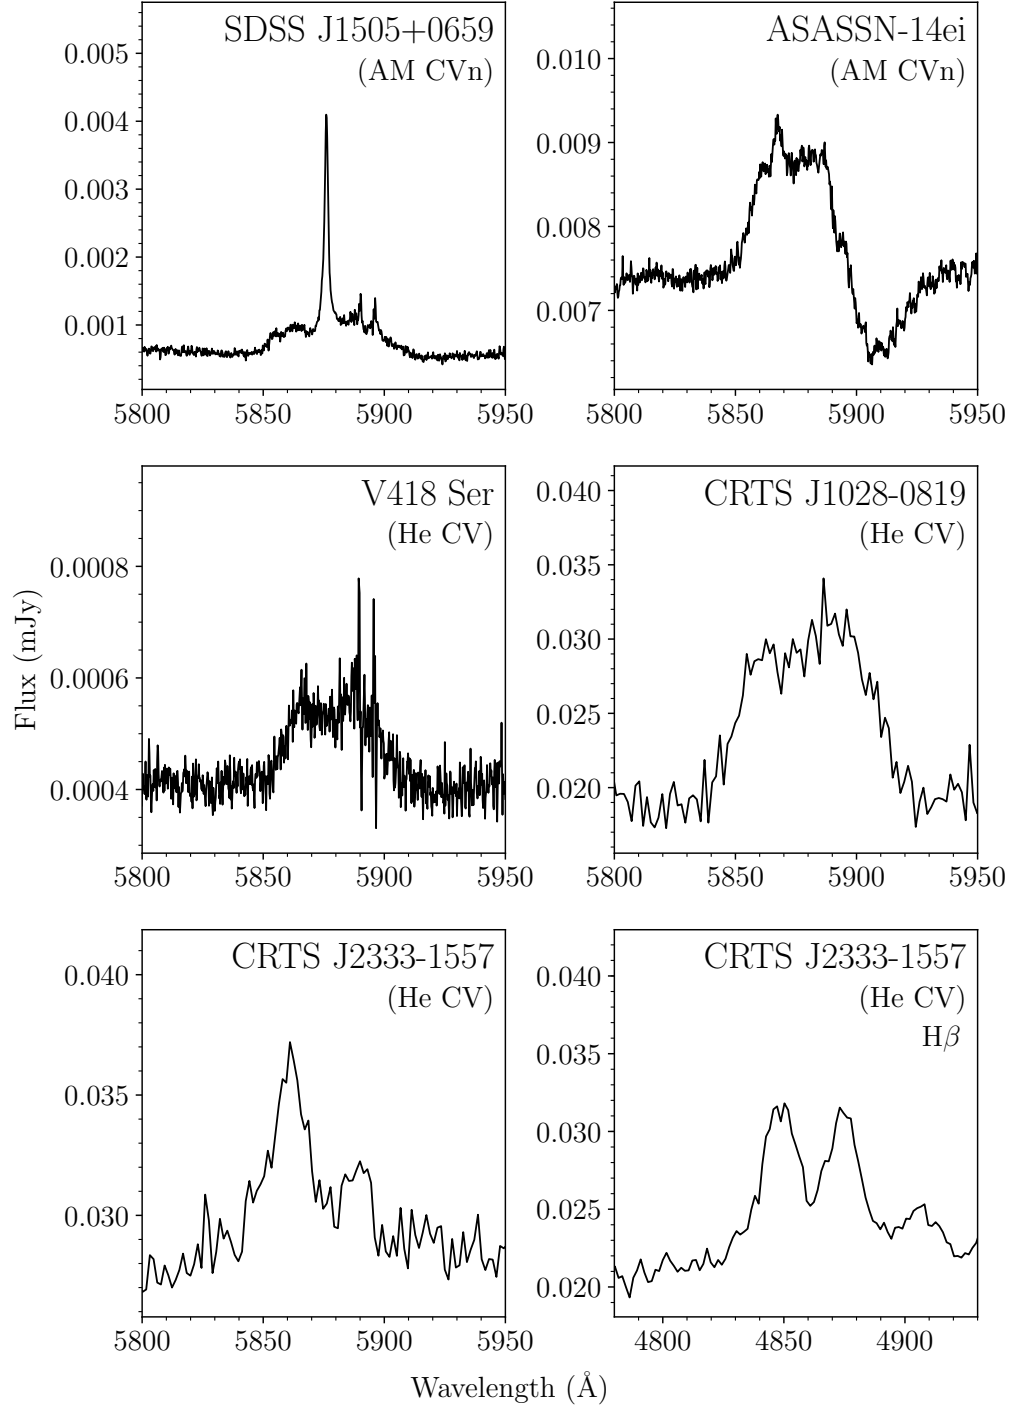 SDSS J1505+0659
(AM CVn)
0.005
0.004
0.003
0.002
0.001
5800 5850 5900 5950
ASASSN-14ei
(AM CVn)
0.010
0.009
0.008
0.007
5800 5850 5900 5950
V418 Ser
(He CV)
0.0008
0.0006
0.0004
5800 5850 5900 5950
CRTS J1028-0819
(He CV)
0.040
0.035
0.030
0.025
0.020
5800 5850 5900 5950
Flux (mJy)
CRTS J2333-1557
(He CV)
0.040
0.035
0.030
5800 5850 5900 5950
CRTS J2333-1557
(He CV)
Hβ
0.040
0.035
0.030
0.025
0.020
4800 4850 4900
Wavelength (Å)